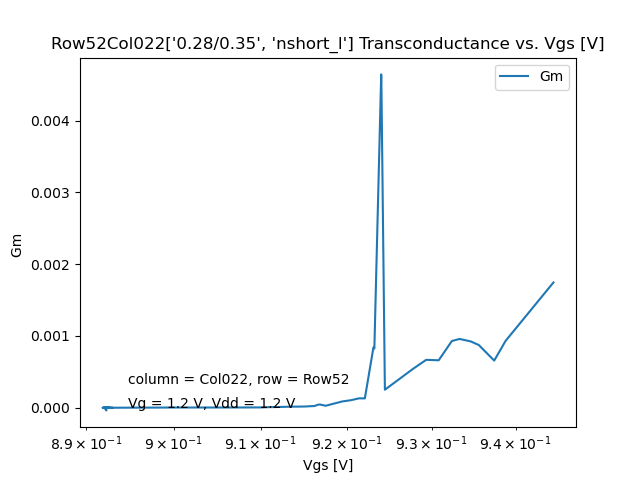 Row52Col022['0.28/0.35', 'nshort_l'] Transconductance vs. Vgs [V]
Gm
0.004
0.003
0.002
Gm
0.001
column = Col022, row = Row52
Vg = 1.2 V, Vdd = 1.2 V
0.000
8.9 × 10⁻¹ 9 × 10⁻¹ 9.1 × 10⁻¹ 9.2 × 10⁻¹ 9.3 × 10⁻¹ 9.4 × 10⁻¹
Vgs [V]